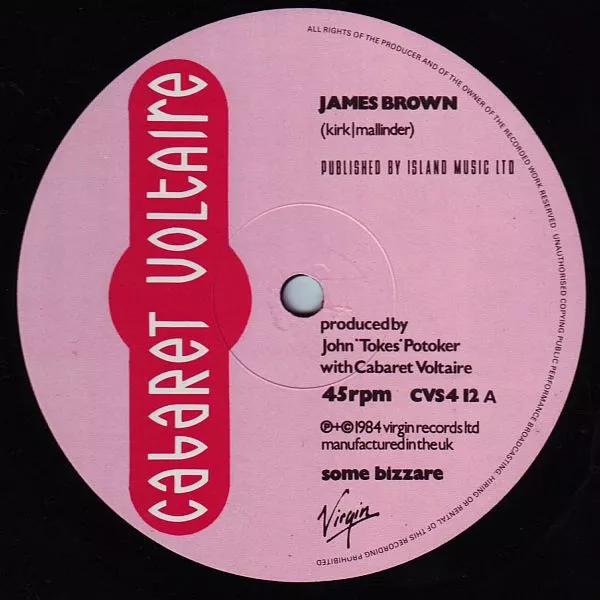 cabaret voltaire
ALL RIGHTS OF THE PRODUCER AND OF THE OWNER OF THE RECORDED WORK RESERVED · UNAUTHORISED COPYING PUBLIC PERFORMANCE BROADCASTING, HIRING OR RENTAL OF THIS RECORDING PROHIBITED
JAMES BROWN
(kirk|mallinder)
PUBLISHED BY ISLAND MUSIC LTD
produced by
John "Tokes" Potoker
with Cabaret Voltaire
45rpm CVS4 12 A
℗+©1984 virgin records ltd
manufactured in the uk
some bizzare
Virgin